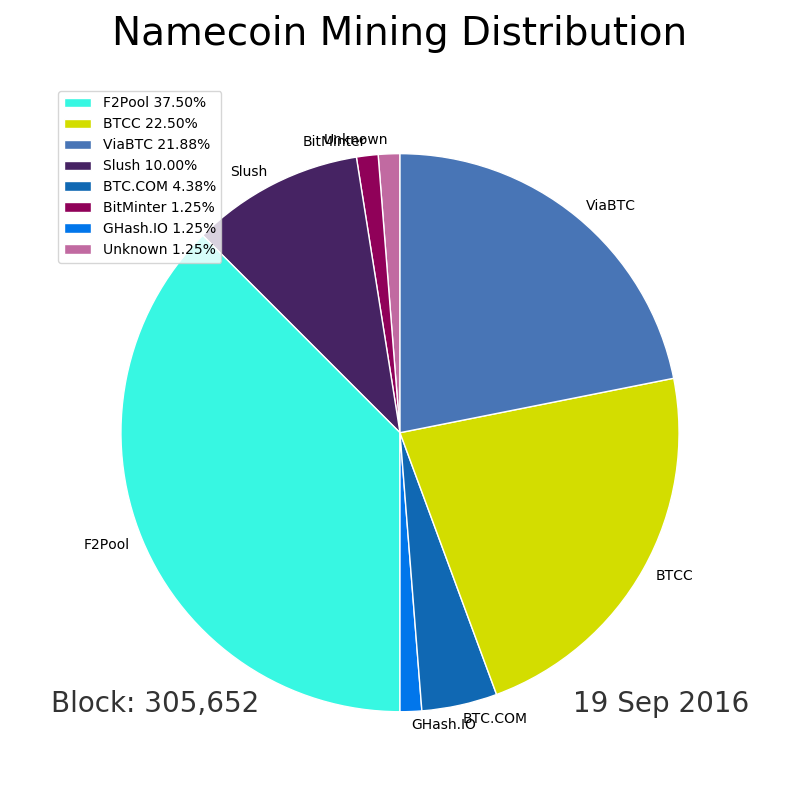 Namecoin Mining Distribution
F2Pool 37.50%
BTCC 22.50%
ViaBTC 21.88%
Slush 10.00%
BTC.COM 4.38%
BitMinter 1.25%
GHash.IO 1.25%
Unknown 1.25%
Unknown
BitMinter
Slush
ViaBTC
F2Pool
BTCC
Block: 305,652
19 Sep 2016
BTC.COM
GHash.IO